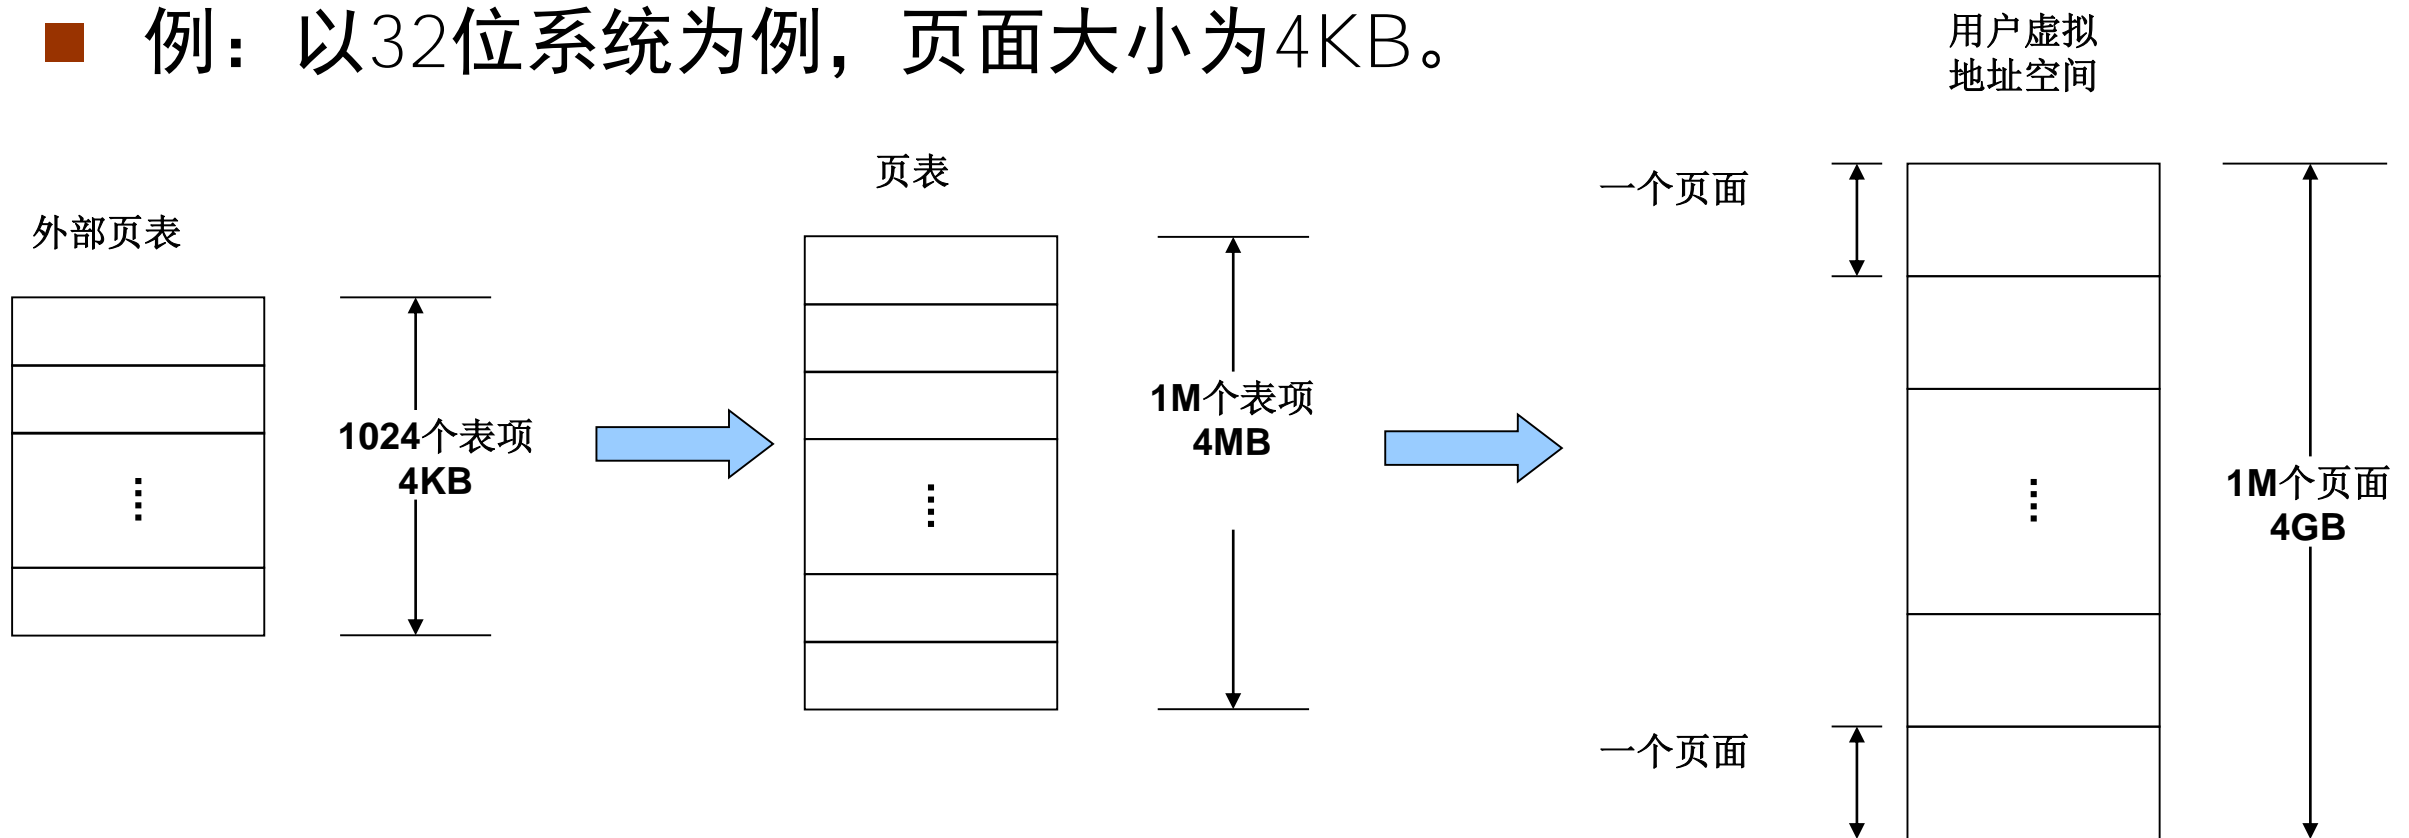 例：以32位系统为例，页面大小为4KB。
用户虚拟
地址空间
外部页表
1024个表项
4KB
页表
1M个表项
4MB
一个页面
一个页面
1M个页面
4GB